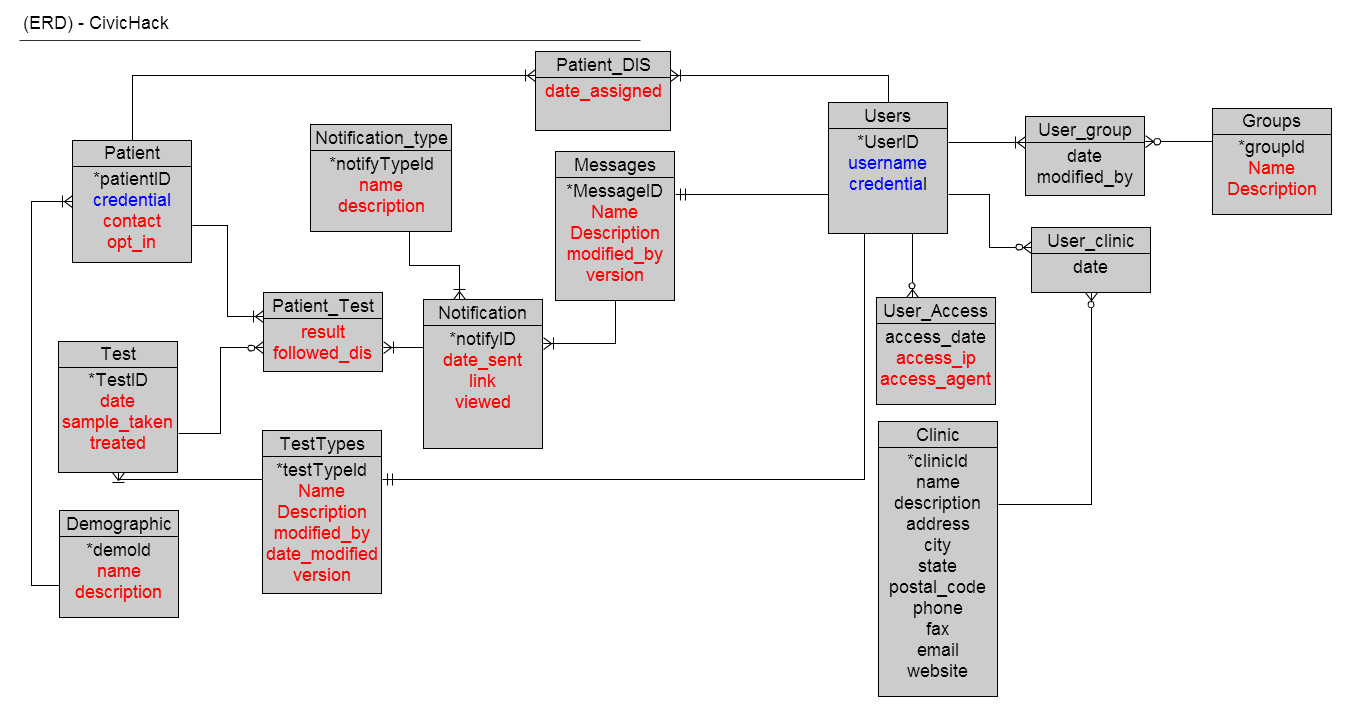 (ERD) - CivicHack
Patient_DIS
date_assigned
Patient
*patientID
credential
contact
opt_in
Notification_type
*notifyTypeId
name
description
Messages
*MessageID
Name
Description
modified_by
version
Users
*UserID
username
credential
User_group
date
modified_by
Groups
*groupId
Name
Description
User_clinic
date
Patient_Test
result
followed_dis
Notification
*notifyID
date_sent
link
viewed
User_Access
access_date
access_ip
access_agent
Test
*TestID
date
sample_taken
treated
TestTypes
*testTypeId
Name
Description
modified_by
date_modified
version
Clinic
*clinicId
name
description
address
city
state
postal_code
phone
fax
email
website
Demographic
*demoId
name
description